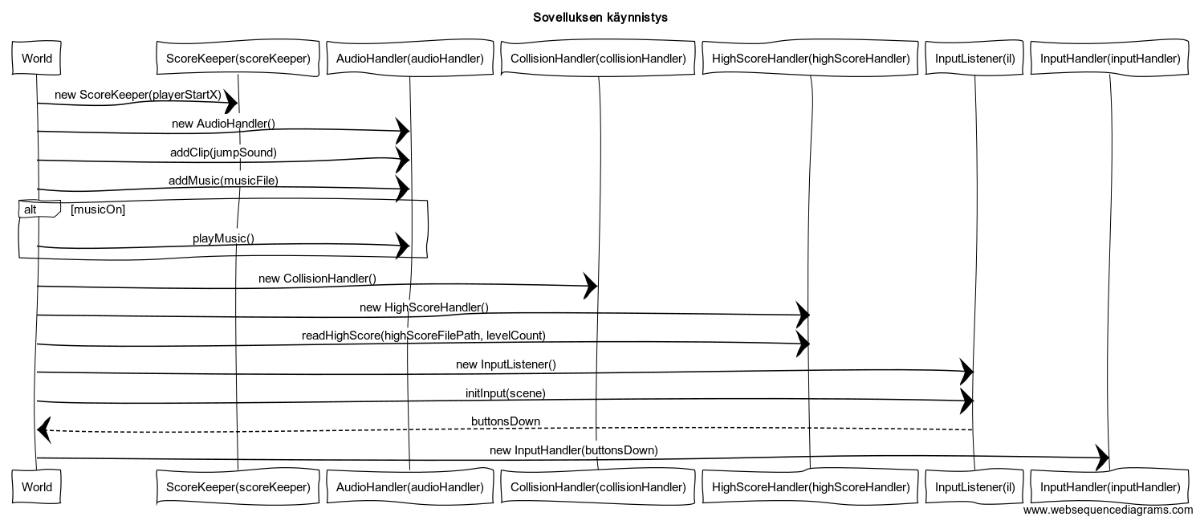 Sovelluksen käynnistys
World
ScoreKeeper(scoreKeeper)
AudioHandler(audioHandler)
CollisionHandler(collisionHandler)
HighScoreHandler(highScoreHandler)
InputListener(il)
InputHandler(inputHandler)
new ScoreKeeper(playerStartX)
new AudioHandler()
addClip(jumpSound)
addMusic(musicFile)
alt
[musicOn]
playMusic()
new CollisionHandler()
new HighScoreHandler()
readHighScore(highScoreFilePath, levelCount)
new InputListener()
initInput(scene)
buttonsDown
new InputHandler(buttonsDown)
World
ScoreKeeper(scoreKeeper)
AudioHandler(audioHandler)
CollisionHandler(collisionHandler)
HighScoreHandler(highScoreHandler)
InputListener(il)
InputHandler(inputHandler)
www.websequencediagrams.com